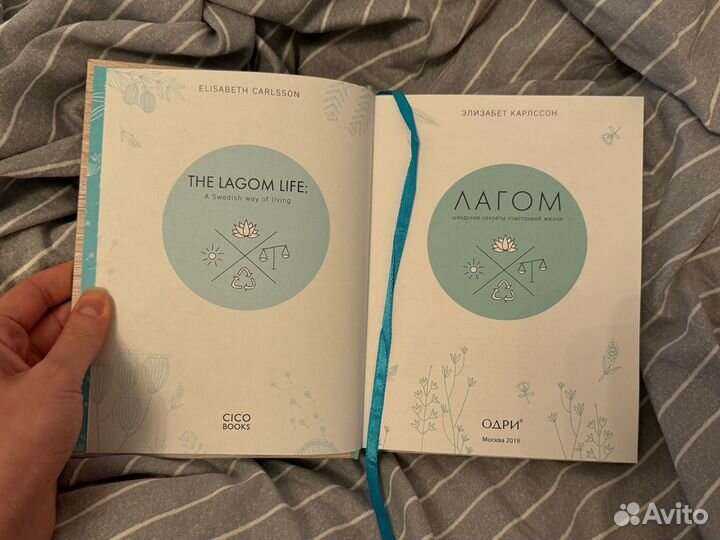 ELISABETH CARLSSON
THE LAGOM LIFE:
A Swedish way of living
CICO
BOOKS
ЭЛИЗАБЕТ КАРЛССОН
ЛАГОМ
шведские секреты счастливой жизни
ОДРИ®
Москва 2019
Avito